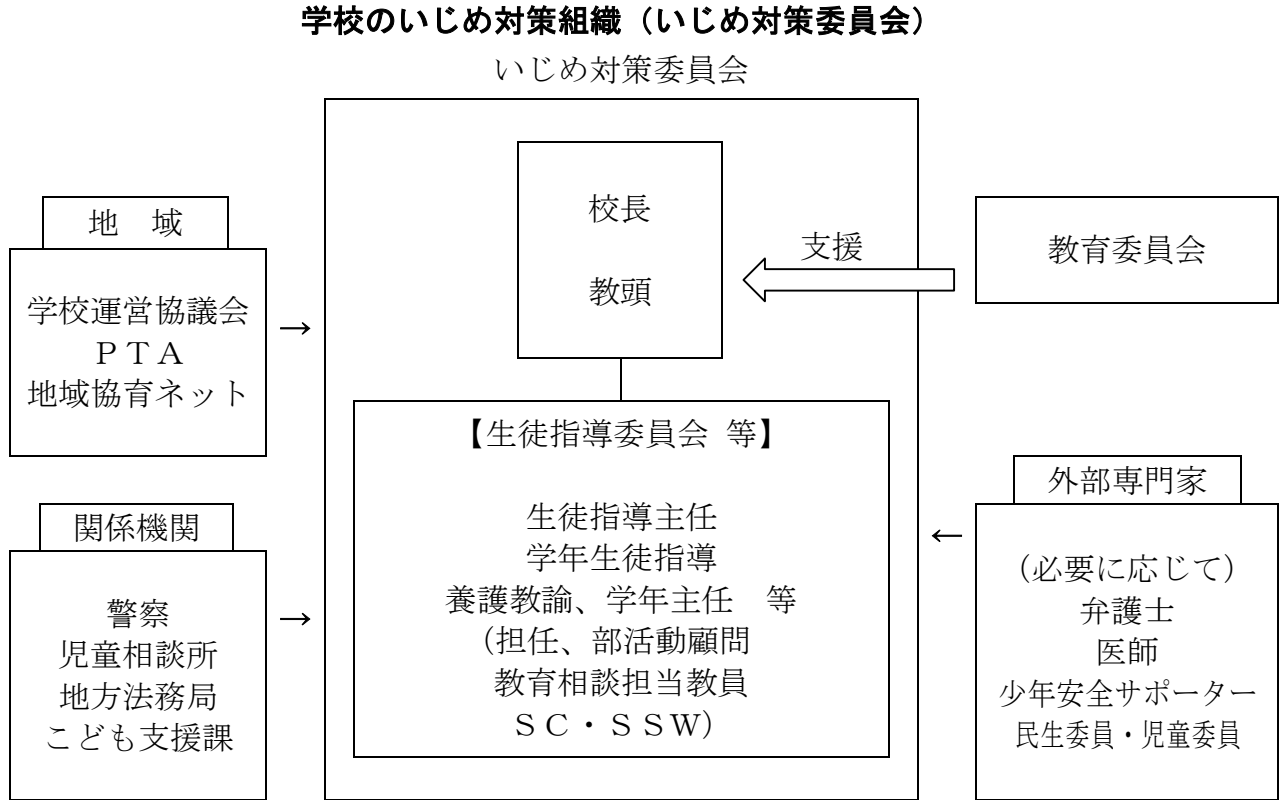 学校のいじめ対策組織（いじめ対策委員会）
いじめ対策委員会
校長
教頭
地　域
学校運営協議会
ＰＴＡ
地域協育ネット
→
支援
教育委員会
【生徒指導委員会 等】
生徒指導主任
学年生徒指導
養護教諭、学年主任　等
（担任、部活動顧問
教育相談担当教員
ＳＣ・ＳＳＷ）
関係機関
警察
児童相談所
地方法務局
こども支援課
→
←
外部専門家
（必要に応じて）
弁護士
医師
少年安全サポーター
民生委員・児童委員